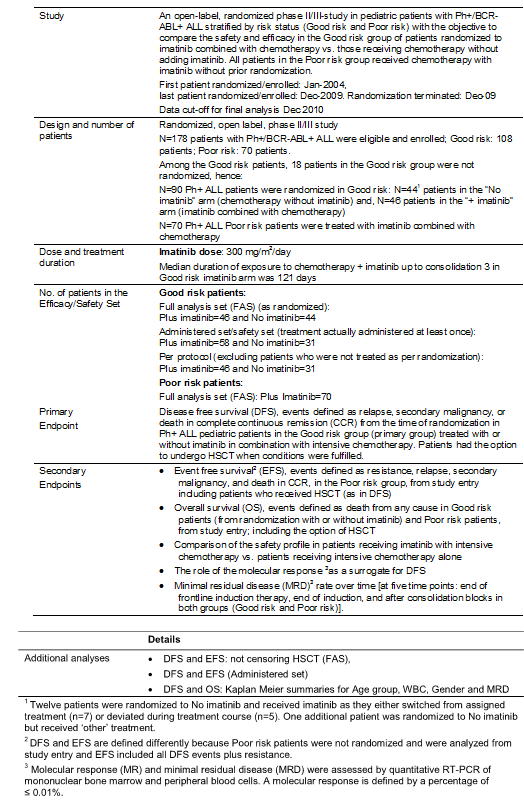 Study
An open-label, randomized phase II/III-study in pediatric patients with Ph+/BCR-
ABL+ ALL stratified by risk status (Good risk and Poor risk) with the objective to
compare the safety and efficacy in the Good risk group of patients randomized to
imatinib combined with chemotherapy vs. those receiving chemotherapy without
adding imatinib. All patients in the Poor risk group received chemotherapy with
imatinib without prior randomization.
First patient randomized/enrolled: Jan-2004,
last patient randomized/enrolled: Dec-2009. Randomization terminated: Dec-09
Data cut-off for final analysis Dec 2010
Design and number of
patients
Randomized, open label, phase II/III study
N=178 patients with Ph+/BCR-ABL+ ALL were eligible and enrolled; Good risk: 108
patients; Poor risk: 70 patients.
Among the Good risk patients, 18 patients in the Good risk group were not
randomized, hence:
N=90 Ph+ ALL patients were randomized in Good risk: N=44¹ patients in the “No
imatinib” arm (chemotherapy without imatinib) and, N=46 patients in the “+ imatinib”
arm (imatinib combined with chemotherapy)
N=70 Ph+ ALL Poor risk patients were treated with imatinib combined with
chemotherapy
Dose and treatment
duration
Imatinib dose: 300 mg/m²/day
Median duration of exposure to chemotherapy + imatinib up to consolidation 3 in
Good risk imatinib arm was 121 days
No. of patients in the
Efficacy/Safety Set
Good risk patients:
Full analysis set (FAS) (as randomized):
Plus imatinib=46 and No imatinib=44
Administered set/safety set (treatment actually administered at least once):
Plus imatinib=58 and No imatinib=31
Per protocol (excluding patients who were not treated as per randomization):
Plus imatinib=46 and No imatinib=31
Poor risk patients:
Full analysis set (FAS): Plus Imatinib=70
Primary
Endpoint
Disease free survival (DFS), events defined as relapse, secondary malignancy, or
death in complete continuous remission (CCR) from the time of randomization in
Ph+ ALL pediatric patients in the Good risk group (primary group) treated with or
without imatinib in combination with intensive chemotherapy. Patients had the option
to undergo HSCT when conditions were fulfilled.
Secondary
Endpoints
• Event free survival² (EFS), events defined as resistance, relapse, secondary
malignancy, and death in CCR, in the Poor risk group, from study entry
including patients who received HSCT (as in DFS)
• Overall survival (OS), events defined as death from any cause in Good risk
patients (from randomization with or without imatinib) and Poor risk patients,
from study entry; including the option of HSCT
• Comparison of the safety profile in patients receiving imatinib with intensive
chemotherapy vs. patients receiving intensive chemotherapy alone
• The role of the molecular response ³as a surrogate for DFS
• Minimal residual disease (MRD)³ rate over time [at five time points: end of
frontline induction therapy, end of induction, and after consolidation blocks in
both groups (Good risk and Poor risk)].
Details
Additional analyses
• DFS and EFS: not censoring HSCT (FAS),
• DFS and EFS (Administered set)
• DFS and OS: Kaplan Meier summaries for Age group, WBC, Gender and MRD
¹ Twelve patients were randomized to No imatinib and received imatinib as they either switched from assigned
treatment (n=7) or deviated during treatment course (n=5). One additional patient was randomized to No imatinib
but received ‘other’ treatment.
² DFS and EFS are defined differently because Poor risk patients were not randomized and were analyzed from
study entry and EFS included all DFS events plus resistance.
³ Molecular response (MR) and minimal residual disease (MRD) were assessed by quantitative RT-PCR of
mononuclear bone marrow and peripheral blood cells. A molecular response is defined by a percentage of
≤ 0.01%.